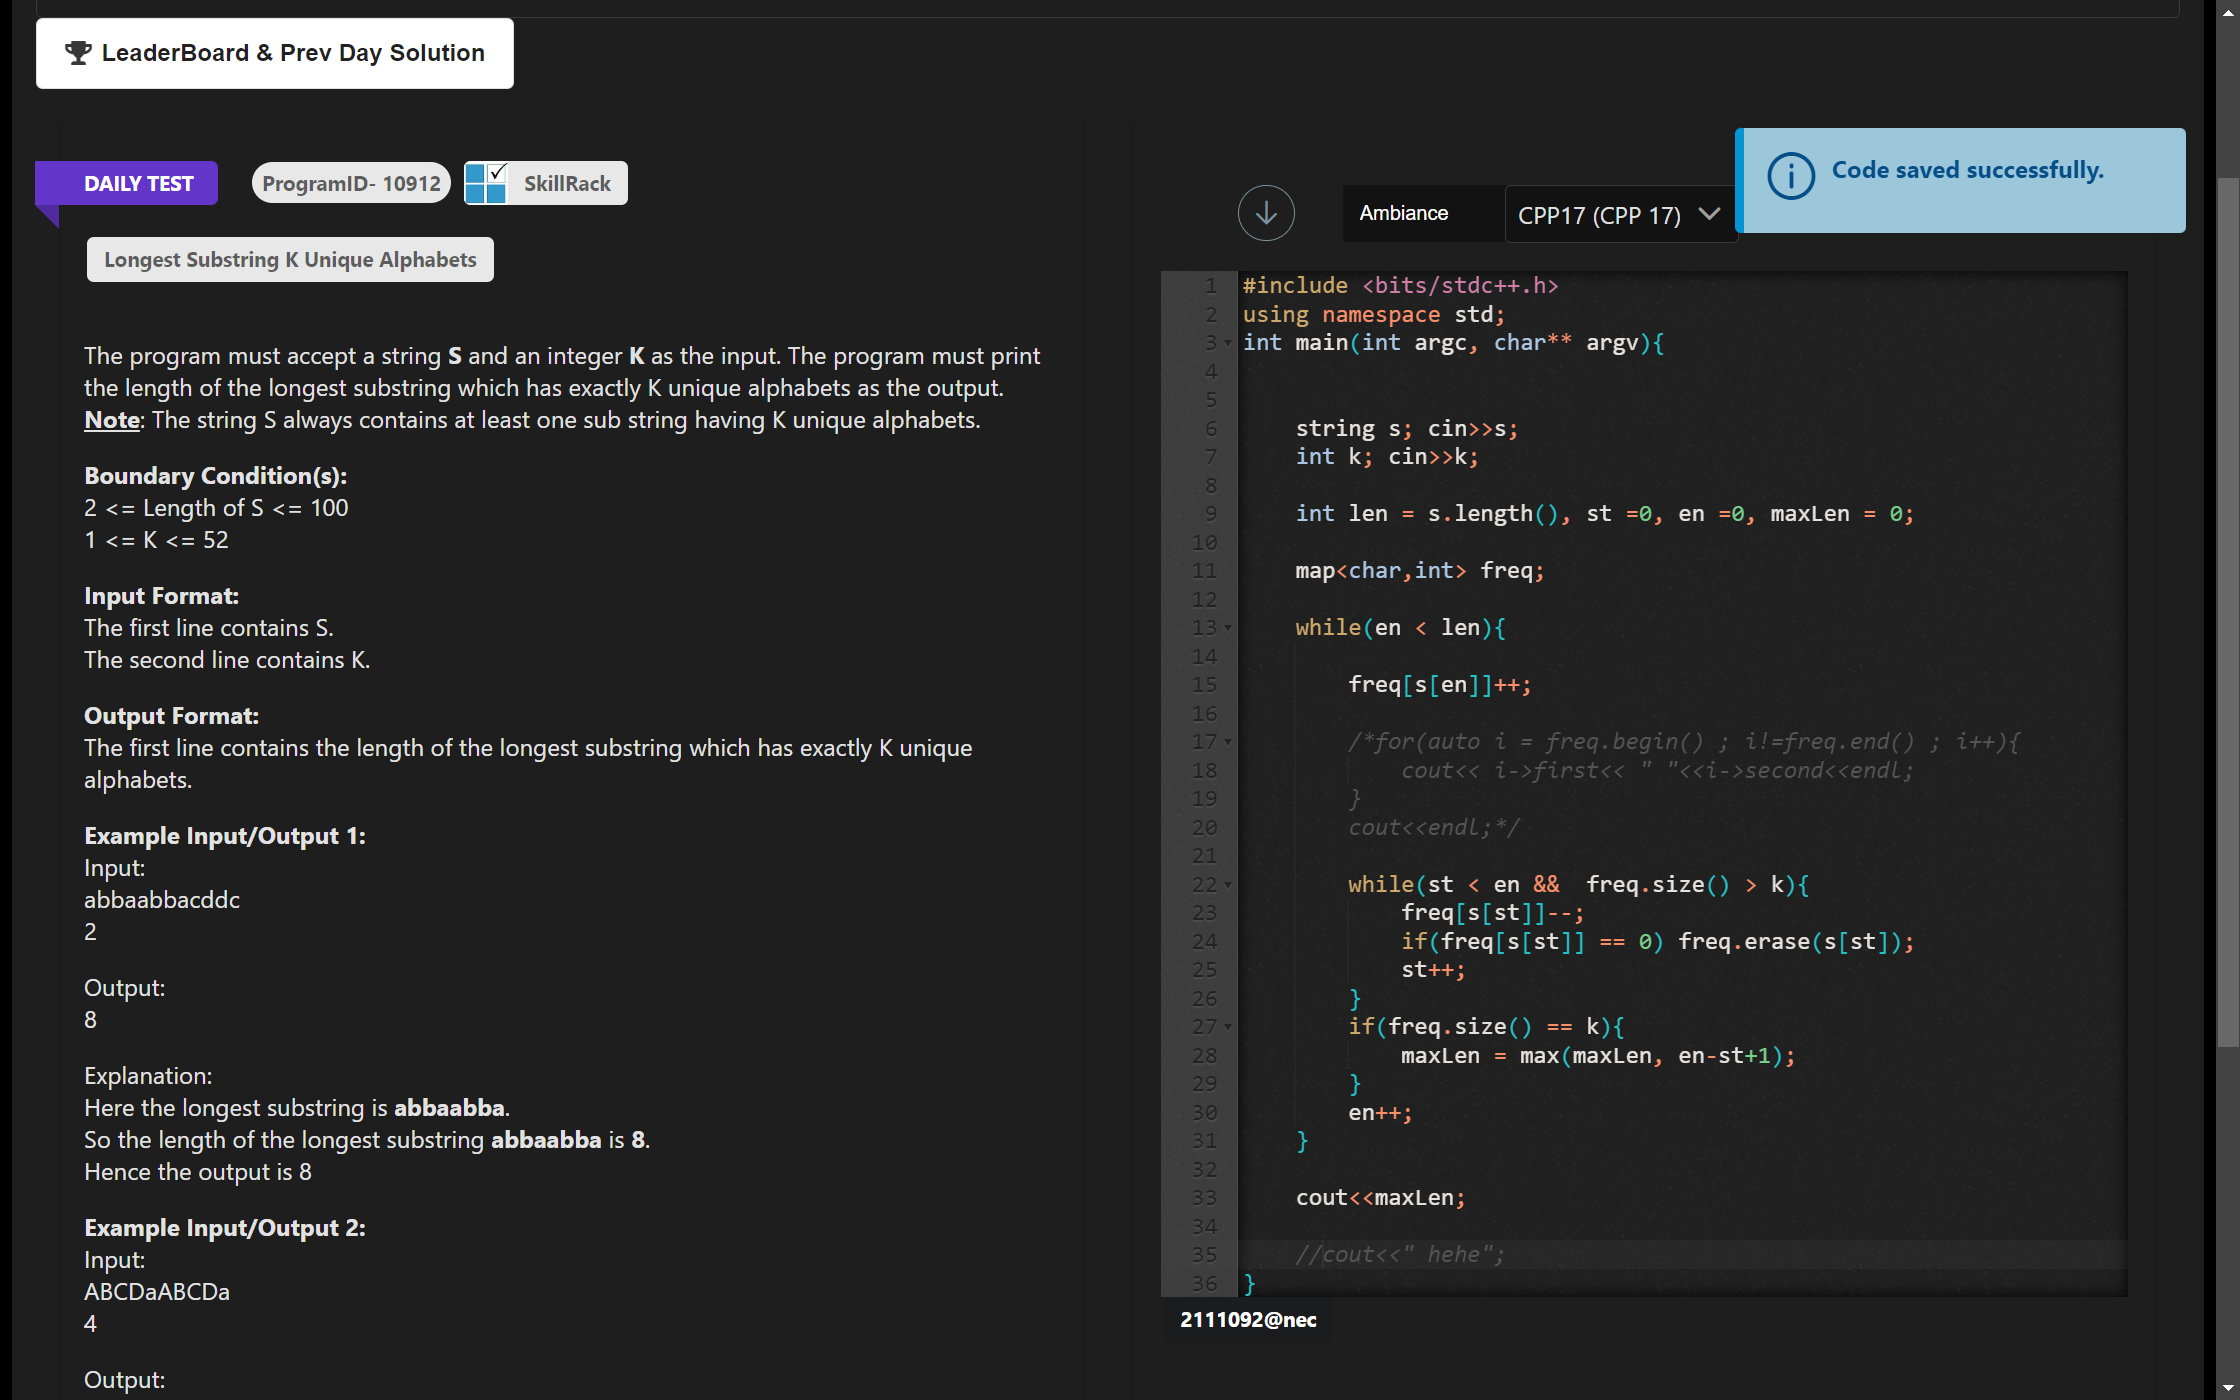 LeaderBoard & Prev Day Solution
DAILY TEST
ProgramID- 10912
SkillRack
Longest Substring K Unique Alphabets
The program must accept a string S and an integer K as the input. The program must print
the length of the longest substring which has exactly K unique alphabets as the output.
Note: The string S always contains at least one sub string having K unique alphabets.
Boundary Condition(s):
2 <= Length of S <= 100
1 <= K <= 52
Input Format:
The first line contains S.
The second line contains K.
Output Format:
The first line contains the length of the longest substring which has exactly K unique
alphabets.
Example Input/Output 1:
Input:
abbaabbacddc
2
Output:
8
Explanation:
Here the longest substring is abbaabba.
So the length of the longest substring abbaabba is 8.
Hence the output is 8
Example Input/Output 2:
Input:
ABCDaABCDa
4
Output:
Ambiance
CPP17 (CPP 17)
Code saved successfully.
1 #include <bits/stdc++.h>
2 using namespace std;
3 int main(int argc, char** argv){
4
5
6     string s; cin>>s;
7     int k; cin>>k;
8
9     int len = s.length(), st =0, en =0, maxLen = 0;
10
11     map<char,int> freq;
12
13     while(en < len){
14
15         freq[s[en]]++;
16
17         /*for(auto i = freq.begin() ; i!=freq.end() ; i++){
18             cout<< i->first<< " "<<i->second<<endl;
19         }
20         cout<<endl;*/
21
22         while(st < en &&  freq.size() > k){
23             freq[s[st]]--;
24             if(freq[s[st]] == 0) freq.erase(s[st]);
25             st++;
26         }
27         if(freq.size() == k){
28             maxLen = max(maxLen, en-st+1);
29         }
30         en++;
31     }
32
33     cout<<maxLen;
34
35     //cout<<" hehe";
36 }
2111092@nec